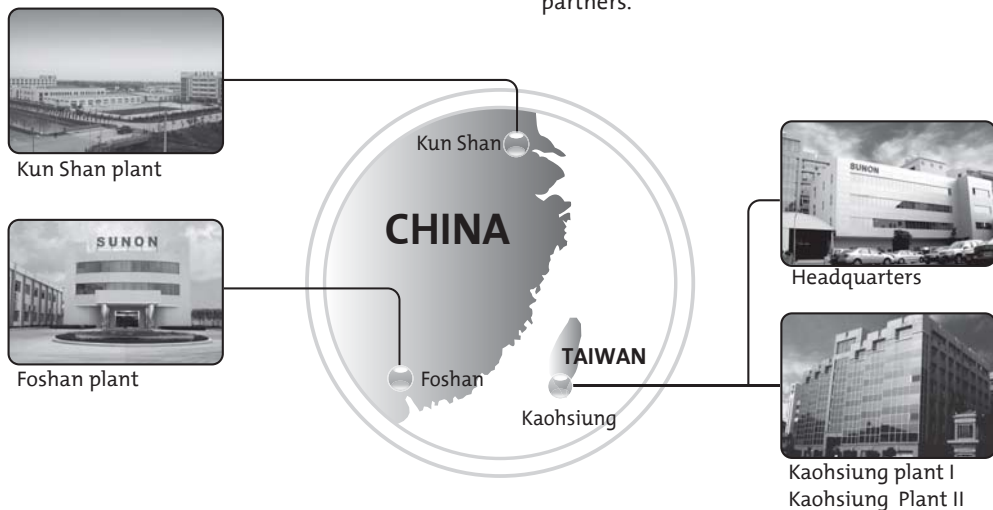 partners.
Kun Shan plant
Kun Shan
CHINA
SUNON
Headquarters
SUNON
Foshan plant
Foshan
TAIWAN
Kaohsiung
Kaohsiung plant I
Kaohsiung Plant II